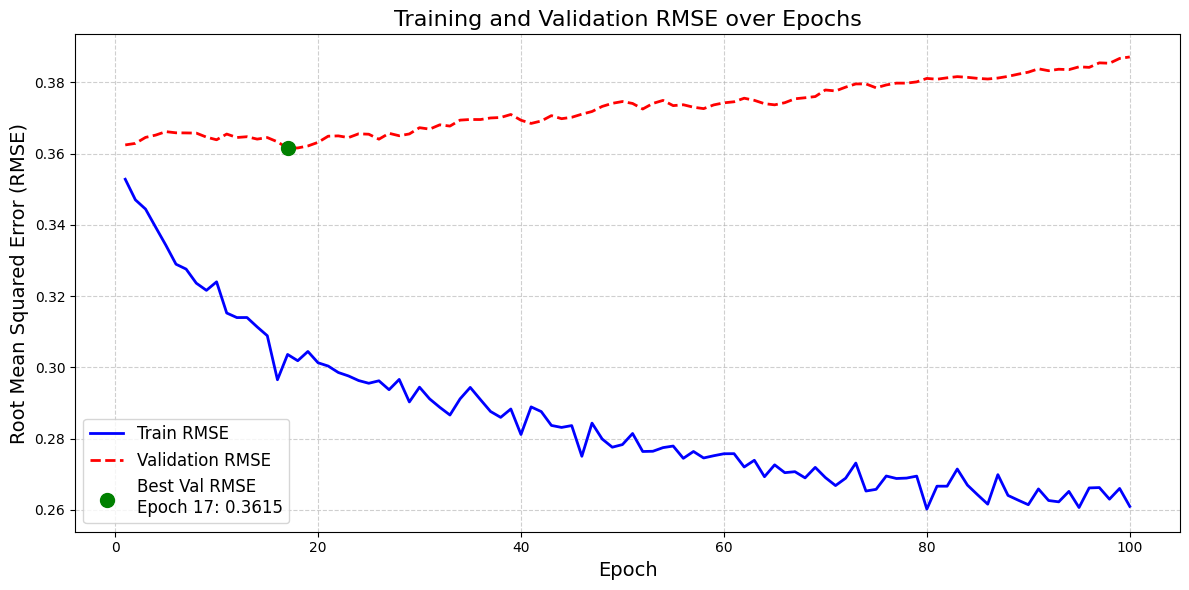 Training and Validation RMSE over Epochs
Root Mean Squared Error (RMSE)
0.38
0.36
0.34
0.32
0.30
0.28
0.26
Train RMSE
Validation RMSE
Best Val RMSE
Epoch 17: 0.3615
0 20 40 60 80 100
Epoch